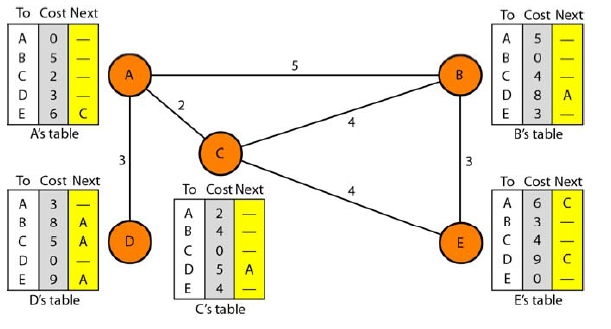 To Cost Next
A 0 —
B 5 —
C 2 —
D 3 —
E 6 C
A's table
To Cost Next
A 5 —
B 0 —
C 4 —
D 8 A
E 3 —
B's table
A
5
B
2
4
C
3
3
4
D
E
To Cost Next
A 3 —
B 8 A
C 5 A
D 0 —
E 9 A
D's table
To Cost Next
A 2 —
B 4 —
C 0 —
D 5 A
E 4 —
C's table
To Cost Next
A 6 C
B 3 —
C 4 —
D 9 C
E 0 —
E's table